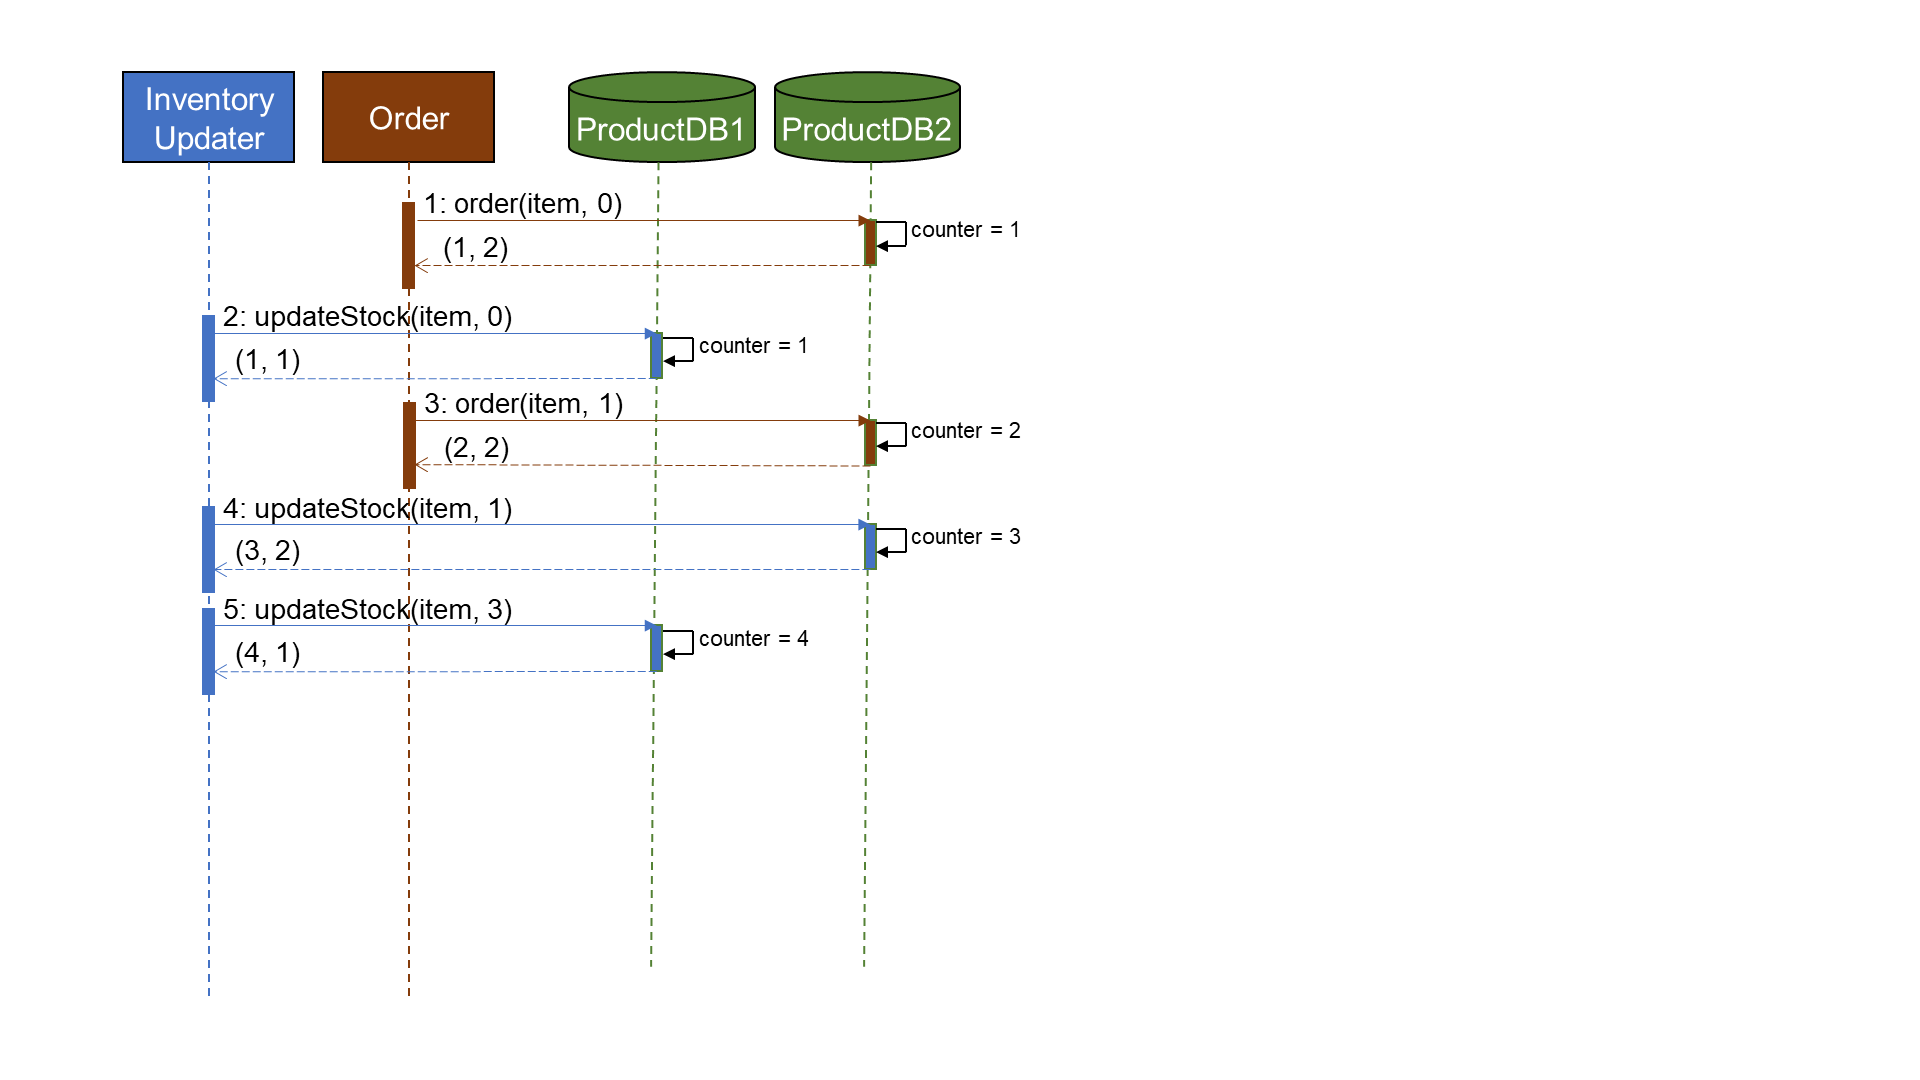 Inventory
Updater
Order
ProductDB1
ProductDB2
1: order(item, 0)
counter = 1
(1, 2)
2: updateStock(item, 0)
counter = 1
(1, 1)
3: order(item, 1)
counter = 2
(2, 2)
4: updateStock(item, 1)
counter = 3
(3, 2)
5: updateStock(item, 3)
counter = 4
(4, 1)